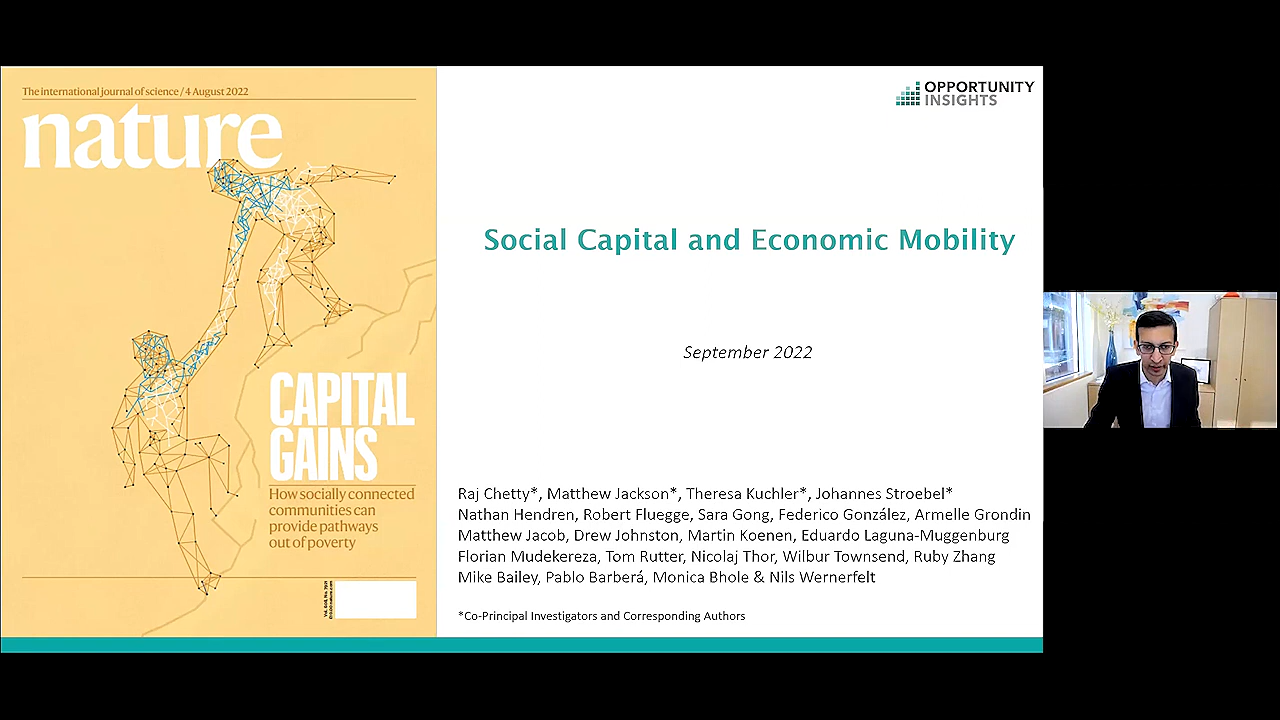 The international journal of science / 4 August 2022
nature
CAPITAL
GAINS
How socially connected
communities can
provide pathways
out of poverty
OPPORTUNITY
INSIGHTS
Social Capital and Economic Mobility
September 2022
Raj Chetty*, Matthew Jackson*, Theresa Kuchler*, Johannes Stroebel*
Nathan Hendren, Robert Fluegge, Sara Gong, Federico González, Armelle Grondin
Matthew Jacob, Drew Johnston, Martin Koenen, Eduardo Laguna-Muggenburg
Florian Mudekereza, Tom Rutter, Nicolaj Thor, Wilbur Townsend, Ruby Zhang
Mike Bailey, Pablo Barberá, Monica Bhole & Nils Wernerfelt
*Co-Principal Investigators and Corresponding Authors